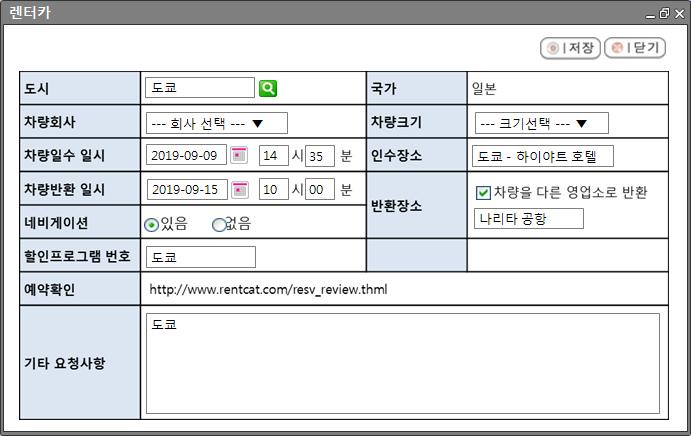 렌터카
저장 닫기
도시 도쿄 국가 일본
차량회사 --- 회사 선택 --- ▼ 차량크기 --- 크기선택 --- ▼
차량일수 일시 2019-09-09 14 시 35 분 인수장소 도쿄 - 하이야트 호텔
차량반환 일시 2019-09-15 10 시 00 분 반환장소 차량을 다른 영업소로 반환
네비게이션 있음 없음 나리타 공항
할인프로그램 번호 도쿄
예약확인 http://www.rentcat.com/resv_review.thml
기타 요청사항 도쿄